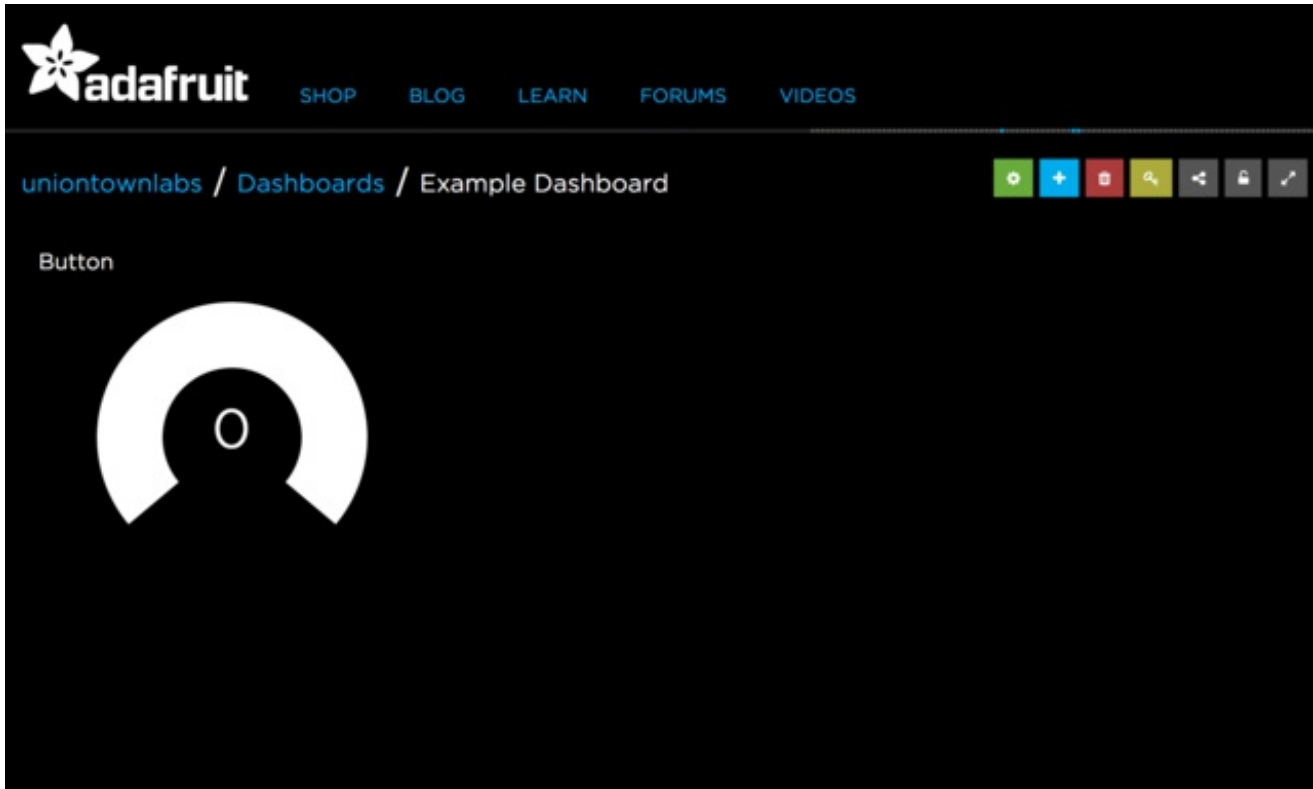 adafruit SHOP BLOG LEARN FORUMS VIDEOS
uniontownlabs / Dashboards / Example Dashboard
Button
0